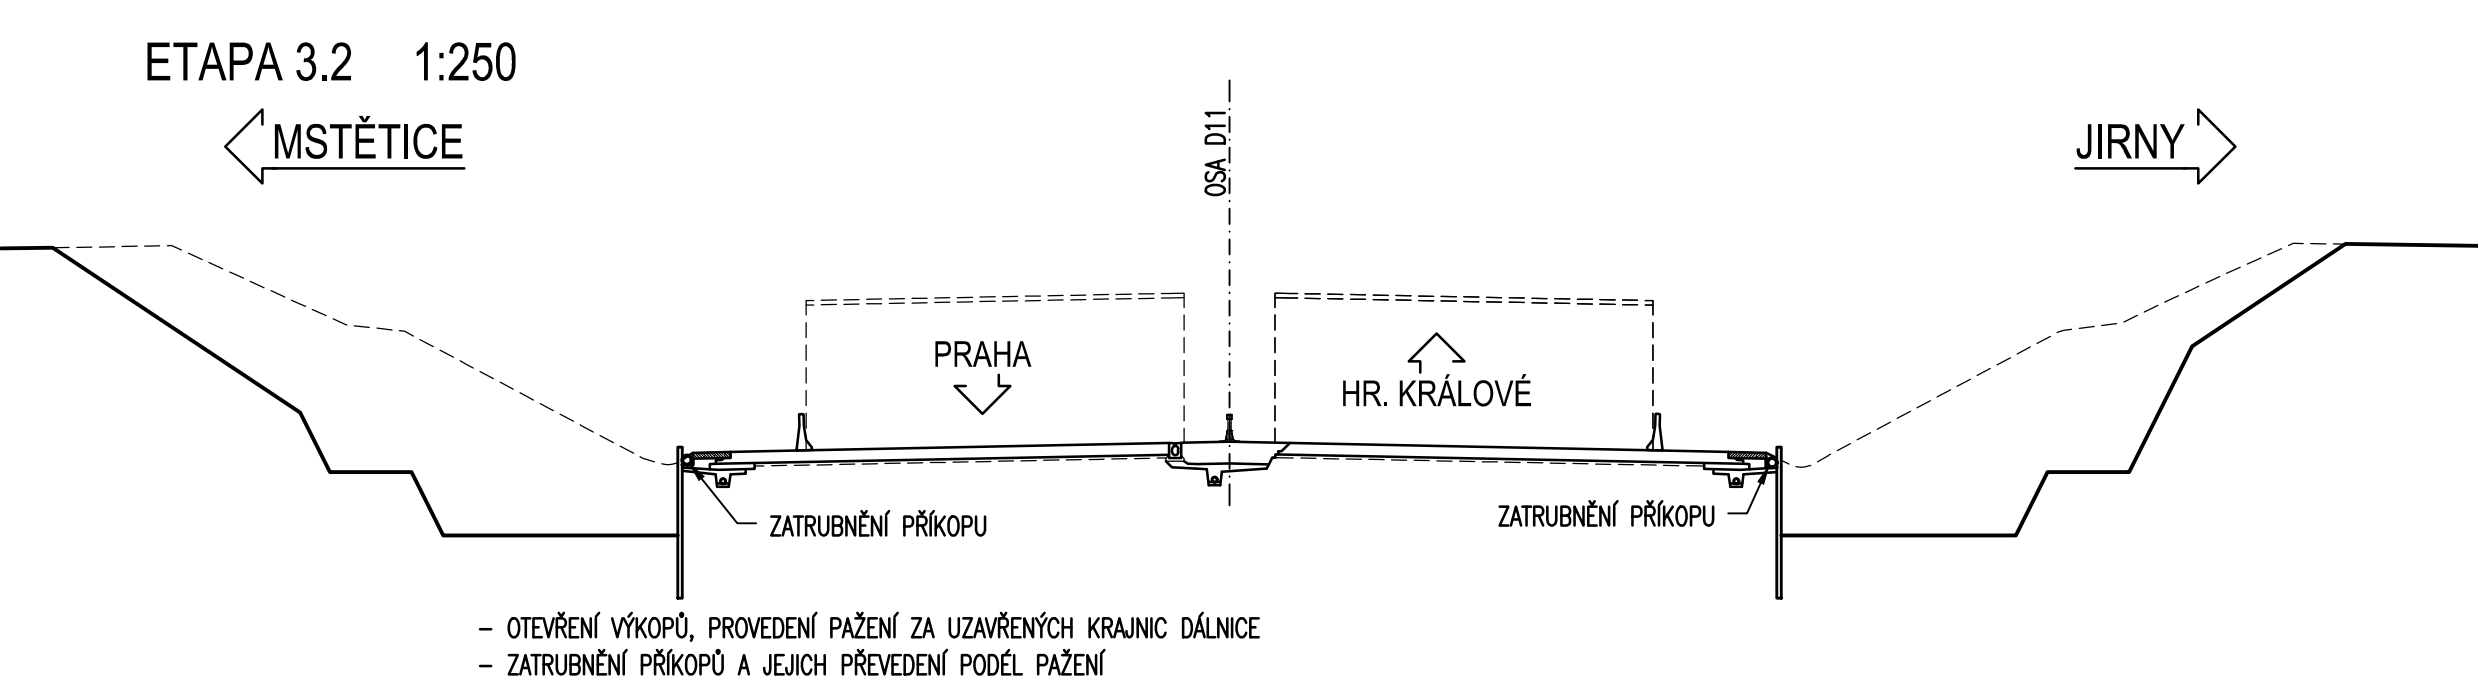 ETAPA 3.2 1:250
MSTĚTICE
OSA D11
JIRNY
PRAHA
HR. KRÁLOVÉ
ZATRUBNĚNÍ PŘÍKOPU
ZATRUBNĚNÍ PŘÍKOPU
– OTEVŘENÍ VÝKOPŮ, PROVEDENÍ PAŽENÍ ZA UZAVŘENÝCH KRAJNIC DÁLNICE
– ZATRUBNĚNÍ PŘÍKOPŮ A JEJICH PŘEVEDENÍ PODÉL PAŽENÍ